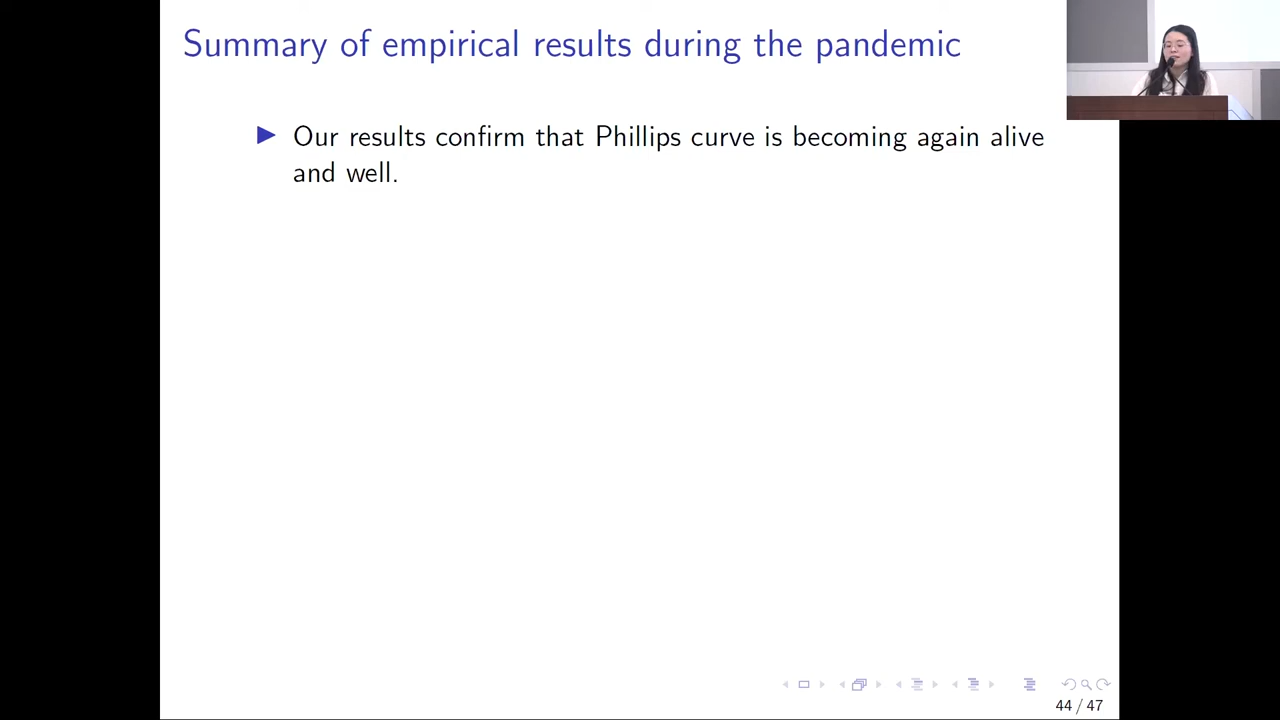 Summary of empirical results during the pandemic
Our results confirm that Phillips curve is becoming again alive
and well.
44 / 47